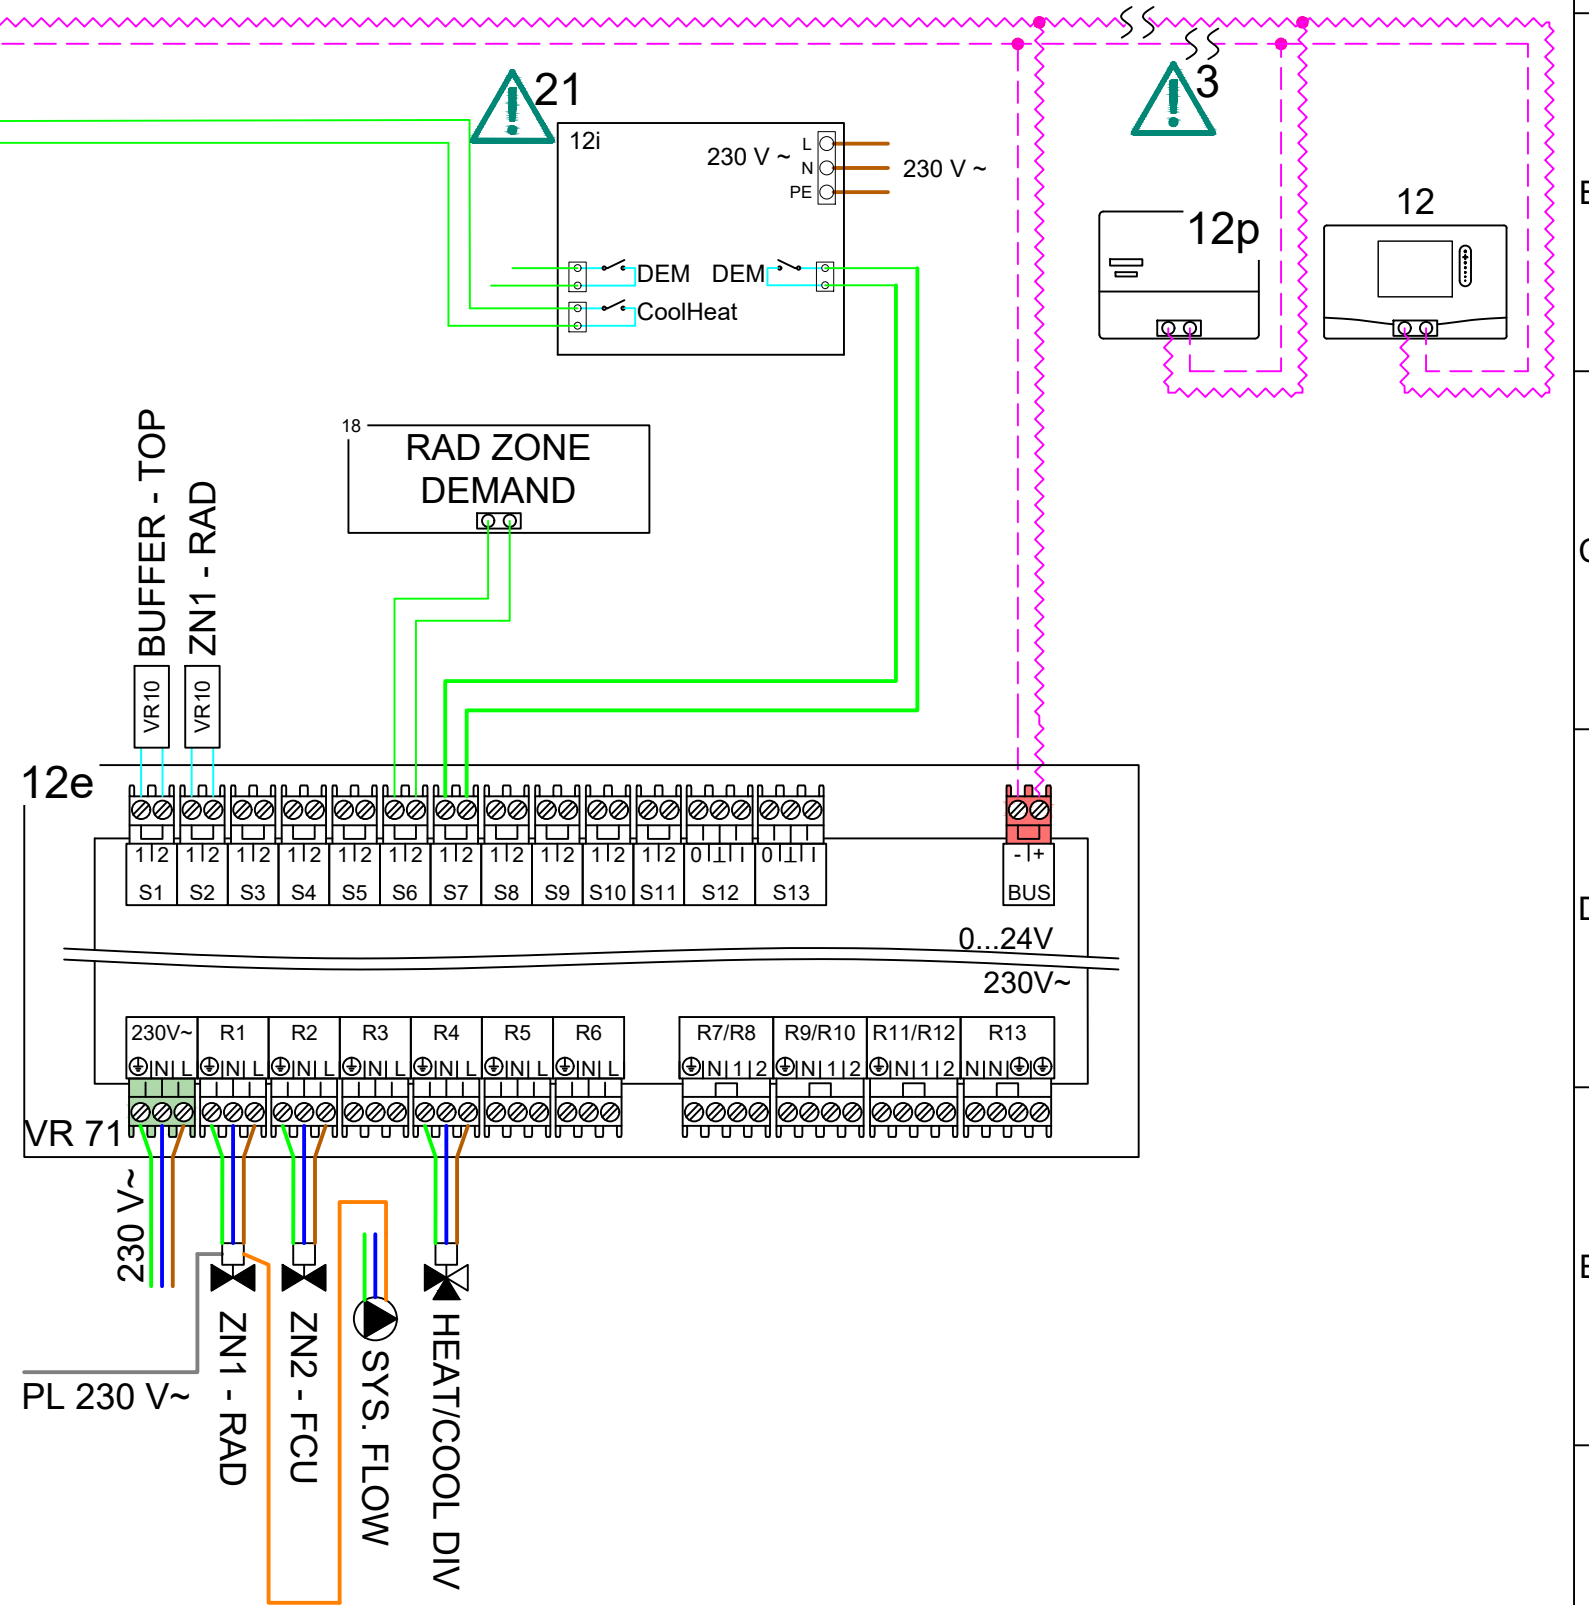 21
3
12i
230 V ~
L
N
PE
230 V ~
12p
12
DEM
DEM
CoolHeat
18
RAD ZONE
DEMAND
BUFFER - TOP
ZN1 - RAD
VR10
VR10
12e
1|2 1|2 1|2 1|2 1|2 1|2 1|2 1|2 1|2 1|2 1|2 0|⊥|I 0|⊥|I -|+
S1 S2 S3 S4 S5 S6 S7 S8 S9 S10 S11 S12 S13 BUS
0...24V
230V~
230V~ R1 R2 R3 R4 R5 R6 R7/R8 R9/R10 R11/R12 R13
⏚|N|L ⏚|N|L ⏚|N|L ⏚|N|L ⏚|N|L ⏚|N|L ⏚|N|L ⏚|N|1|2 ⏚|N|1|2 ⏚|N|1|2 N|N|⏚|⏚
VR 71
230 V~
PL 230 V~
ZN1 - RAD
ZN2 - FCU
SYS. FLOW
HEAT/COOL DIV